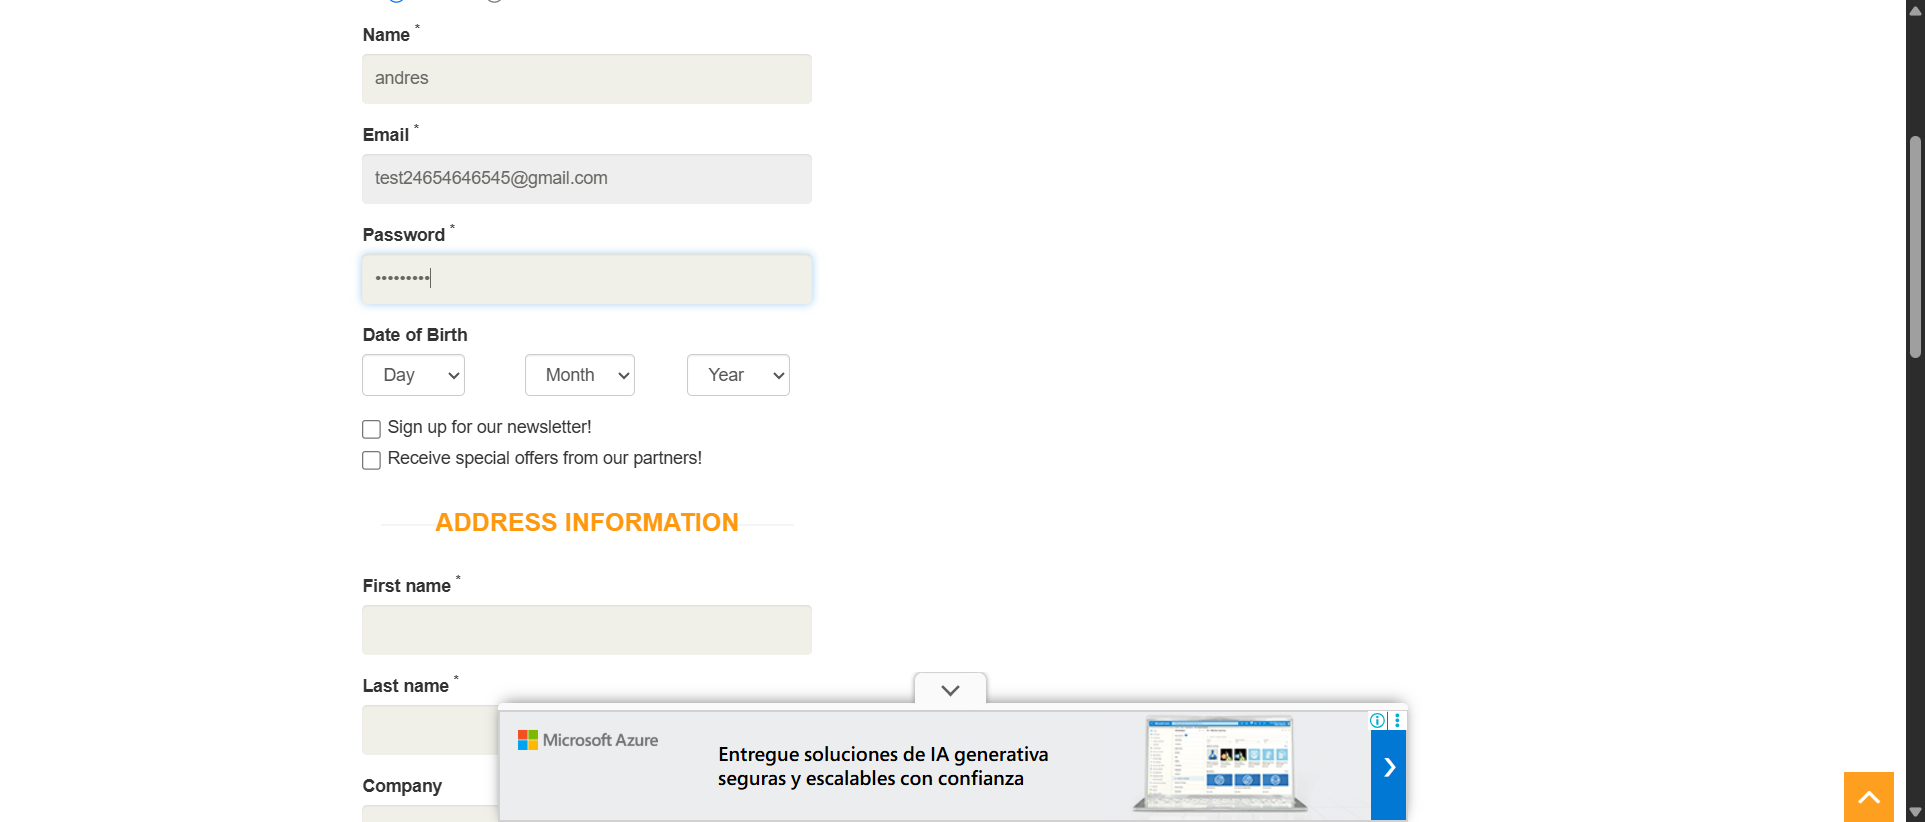 Name *
andres
Email *
test24654646545@gmail.com
Password *
•••••••••
Date of Birth
Day
Month
Year
Sign up for our newsletter!
Receive special offers from our partners!
ADDRESS INFORMATION
First name *
Last name *
Company
Microsoft Azure
Entregue soluciones de IA generativa
seguras y escalables con confianza